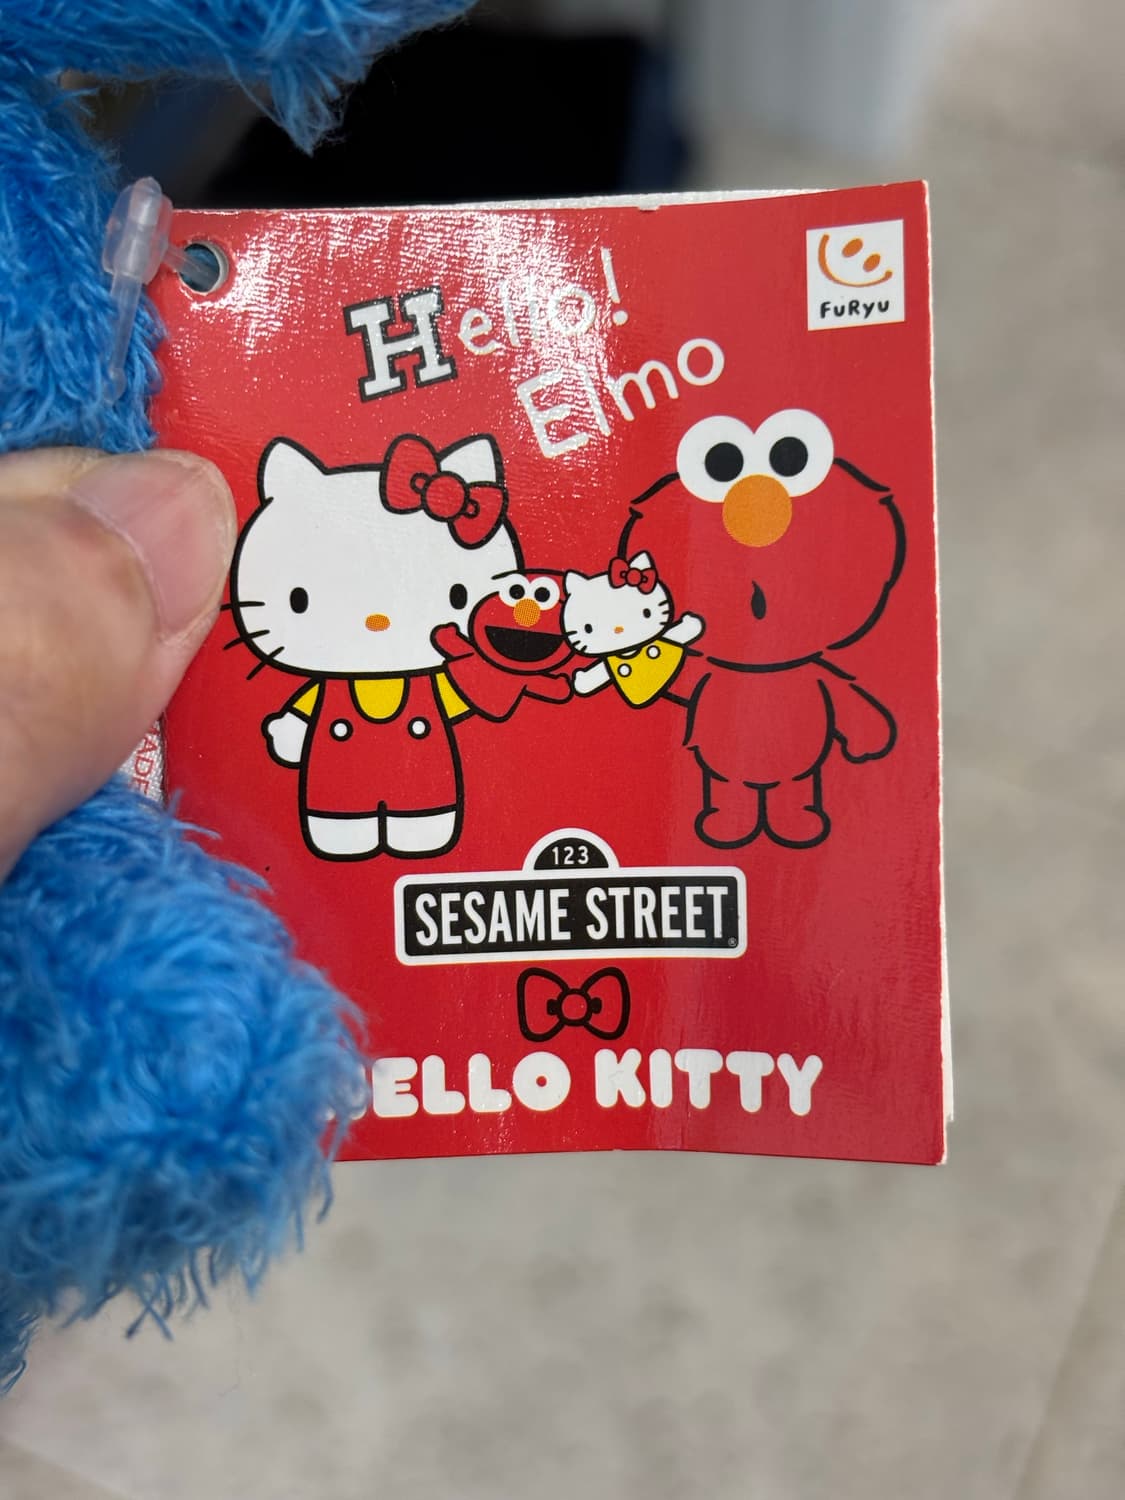 Hello!
Elmo
FuRyu
123
SESAME STREET®
ELLO KITTY